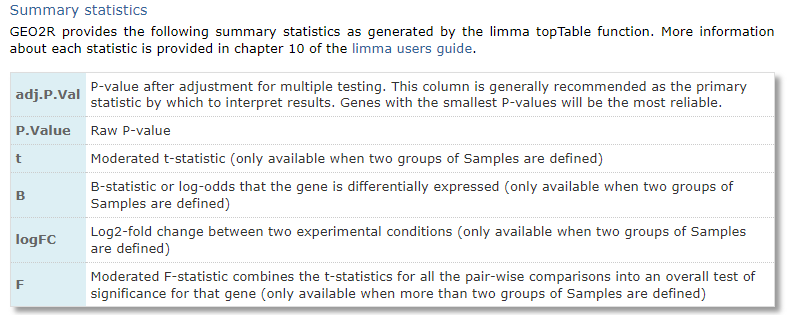 Summary statistics
GEO2R provides the following summary statistics as generated by the limma topTable function. More information
about each statistic is provided in chapter 10 of the limma users guide.
adj.P.Val
P-value after adjustment for multiple testing. This column is generally recommended as the primary
statistic by which to interpret results. Genes with the smallest P-values will be the most reliable.
P.Value
Raw P-value
t
Moderated t-statistic (only available when two groups of Samples are defined)
B
B-statistic or log-odds that the gene is differentially expressed (only available when two groups of
Samples are defined)
logFC
Log2-fold change between two experimental conditions (only available when two groups of Samples
are defined)
F
Moderated F-statistic combines the t-statistics for all the pair-wise comparisons into an overall test of
significance for that gene (only available when more than two groups of Samples are defined)